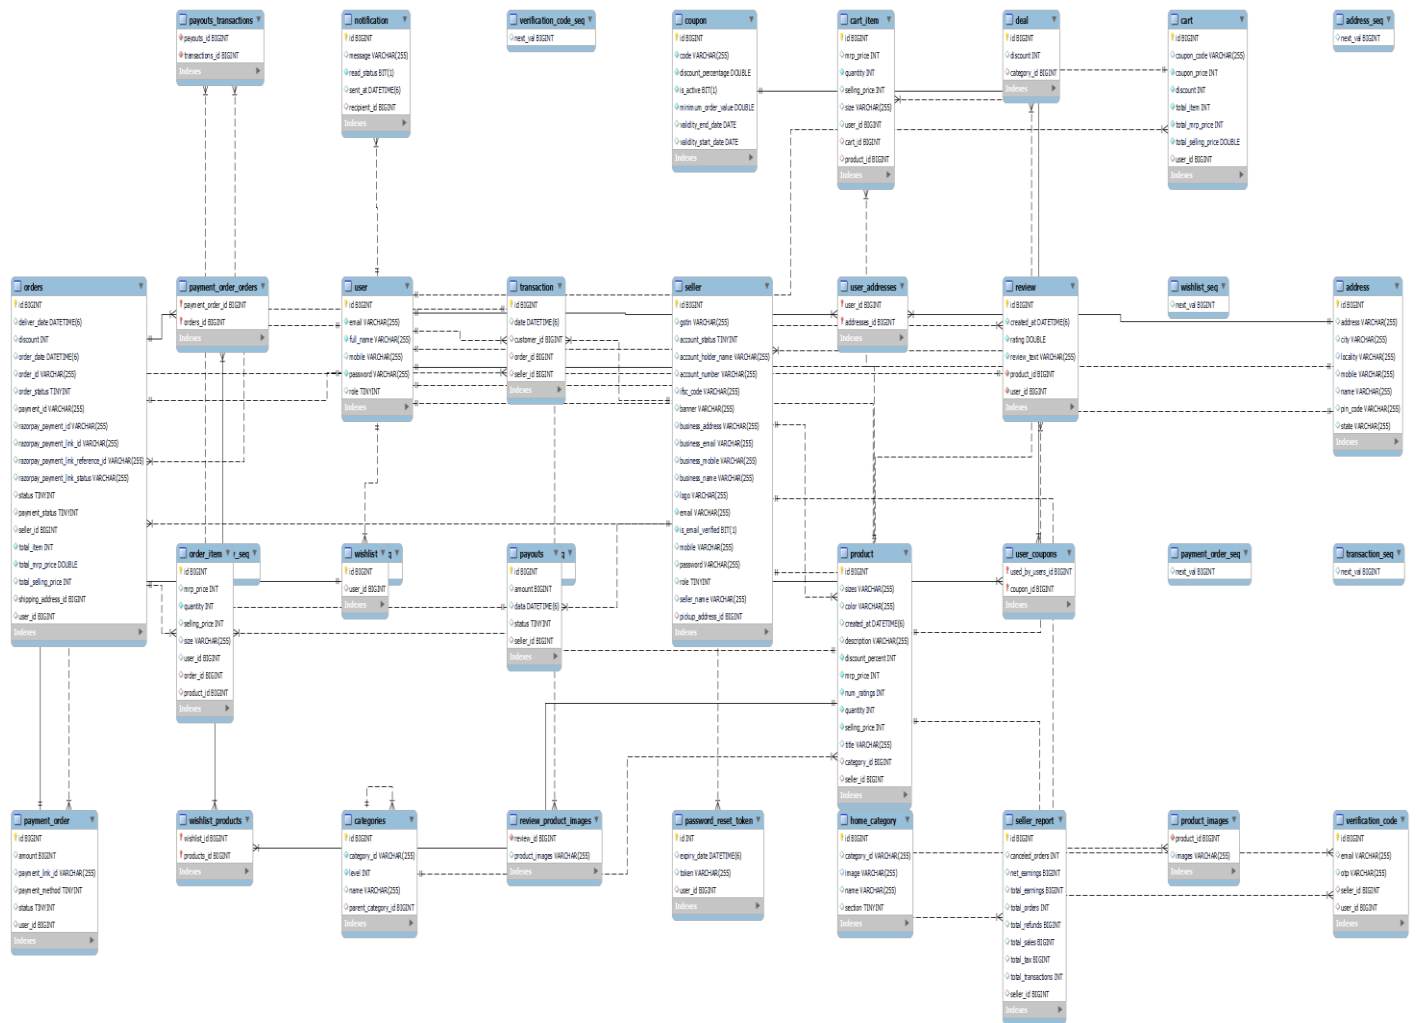 payouts_transactions
payouts_id BIGINT
transactions_id BIGINT
Indexes
notification
id BIGINT
message VARCHAR(255)
read_status BIT(1)
sent_at DATETIME(6)
recipient_id BIGINT
Indexes
verification_code_seq
next_val BIGINT
coupon
id BIGINT
code VARCHAR(255)
discount_percentage DOUBLE
is_active BIT(1)
minimum_order_value DOUBLE
validity_end_date DATE
validity_start_date DATE
Indexes
cart_item
id BIGINT
mrp_price INT
quantity INT
selling_price INT
size VARCHAR(255)
user_id BIGINT
cart_id BIGINT
product_id BIGINT
Indexes
deal
id BIGINT
discount INT
category_id BIGINT
Indexes
cart
id BIGINT
coupon_code VARCHAR(255)
coupon_price INT
discount INT
total_item INT
total_mrp_price INT
total_selling_price DOUBLE
user_id BIGINT
Indexes
address_seq
next_val BIGINT
orders
id BIGINT
deliver_date DATETIME(6)
discount INT
order_date DATETIME(6)
order_id VARCHAR(255)
order_status TINYINT
payment_id VARCHAR(255)
razorpay_payment_id VARCHAR(255)
razorpay_payment_link_id VARCHAR(255)
razorpay_payment_link_reference_id VARCHAR(255)
razorpay_payment_link_status VARCHAR(255)
status TINYINT
payment_status TINYINT
seller_id BIGINT
total_item INT
total_mrp_price DOUBLE
total_selling_price INT
shipping_address_id BIGINT
user_id BIGINT
Indexes
payment_order_orders
payment_order_id BIGINT
orders_id BIGINT
Indexes
user
id BIGINT
email VARCHAR(255)
full_name VARCHAR(255)
mobile VARCHAR(255)
password VARCHAR(255)
role TINYINT
Indexes
transaction
id BIGINT
date DATETIME(6)
customer_id BIGINT
order_id BIGINT
seller_id BIGINT
Indexes
seller
id BIGINT
gstin VARCHAR(255)
account_status TINYINT
account_holder_name VARCHAR(255)
account_number VARCHAR(255)
ifsc_code VARCHAR(255)
banner VARCHAR(255)
business_address VARCHAR(255)
business_email VARCHAR(255)
business_mobile VARCHAR(255)
business_name VARCHAR(255)
logo VARCHAR(255)
email VARCHAR(255)
is_email_verified BIT(1)
mobile VARCHAR(255)
password VARCHAR(255)
role TINYINT
seller_name VARCHAR(255)
pickup_address_id BIGINT
Indexes
user_addresses
user_id BIGINT
addresses_id BIGINT
Indexes
review
id BIGINT
created_at DATETIME(6)
rating DOUBLE
review_text VARCHAR(255)
product_id BIGINT
user_id BIGINT
Indexes
wishlist_seq
next_val BIGINT
address
id BIGINT
address VARCHAR(255)
city VARCHAR(255)
locality VARCHAR(255)
mobile VARCHAR(255)
name VARCHAR(255)
pin_code VARCHAR(255)
state VARCHAR(255)
Indexes
order_item
id BIGINT
mrp_price INT
quantity INT
selling_price INT
size VARCHAR(255)
user_id BIGINT
order_id BIGINT
product_id BIGINT
Indexes
y_seq
wishlist
id BIGINT
user_id BIGINT
Indexes
q
payouts
id BIGINT
amount BIGINT
date DATETIME(6)
status TINYINT
seller_id BIGINT
Indexes
q
product
id BIGINT
sizes VARCHAR(255)
color VARCHAR(255)
created_at DATETIME(6)
description VARCHAR(255)
discount_percent INT
mrp_price INT
num_ratings INT
quantity INT
selling_price INT
title VARCHAR(255)
category_id BIGINT
seller_id BIGINT
Indexes
user_coupons
used_by_users_id BIGINT
coupon_id BIGINT
Indexes
payment_order_seq
next_val BIGINT
transaction_seq
next_val BIGINT
payment_order
id BIGINT
amount BIGINT
payment_link_id VARCHAR(255)
payment_method TINYINT
status TINYINT
user_id BIGINT
Indexes
wishlist_products
wishlist_id BIGINT
products_id BIGINT
Indexes
categories
id BIGINT
category_id VARCHAR(255)
level INT
name VARCHAR(255)
parent_category_id BIGINT
Indexes
review_product_images
review_id BIGINT
product_images VARCHAR(255)
Indexes
password_reset_token
id INT
expiry_date DATETIME(6)
token VARCHAR(255)
user_id BIGINT
Indexes
home_category
id BIGINT
category_id VARCHAR(255)
image VARCHAR(255)
name VARCHAR(255)
section TINYINT
Indexes
seller_report
id BIGINT
canceled_orders INT
net_earnings BIGINT
total_earnings BIGINT
total_orders INT
total_refunds BIGINT
total_sales BIGINT
total_tax BIGINT
total_transactions INT
seller_id BIGINT
Indexes
product_images
product_id BIGINT
images VARCHAR(255)
Indexes
verification_code
id BIGINT
email VARCHAR(255)
otp VARCHAR(255)
seller_id BIGINT
user_id BIGINT
Indexes